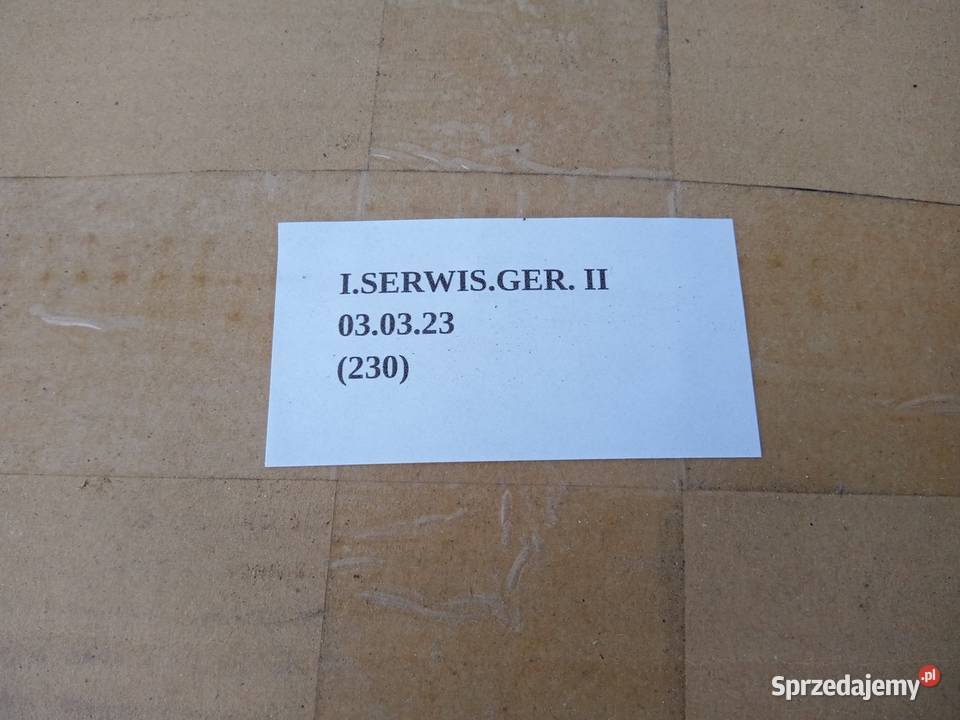 I.SERWIS.GER. II
03.03.23
(230)
Sprzedajemy.pl